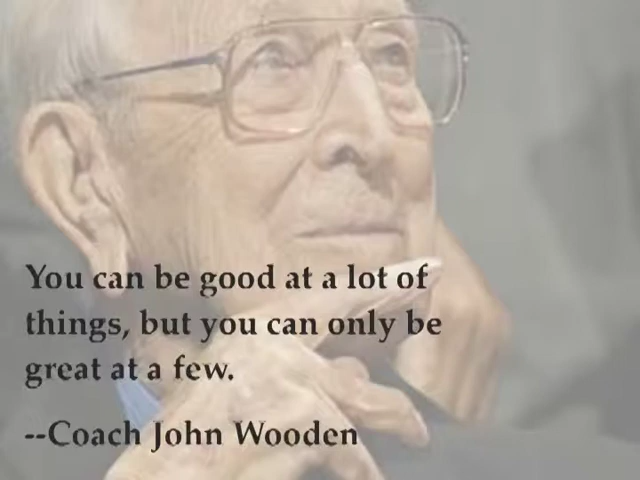 You can be good at a lot of
things, but you can only be
great at a few.
--Coach John Wooden